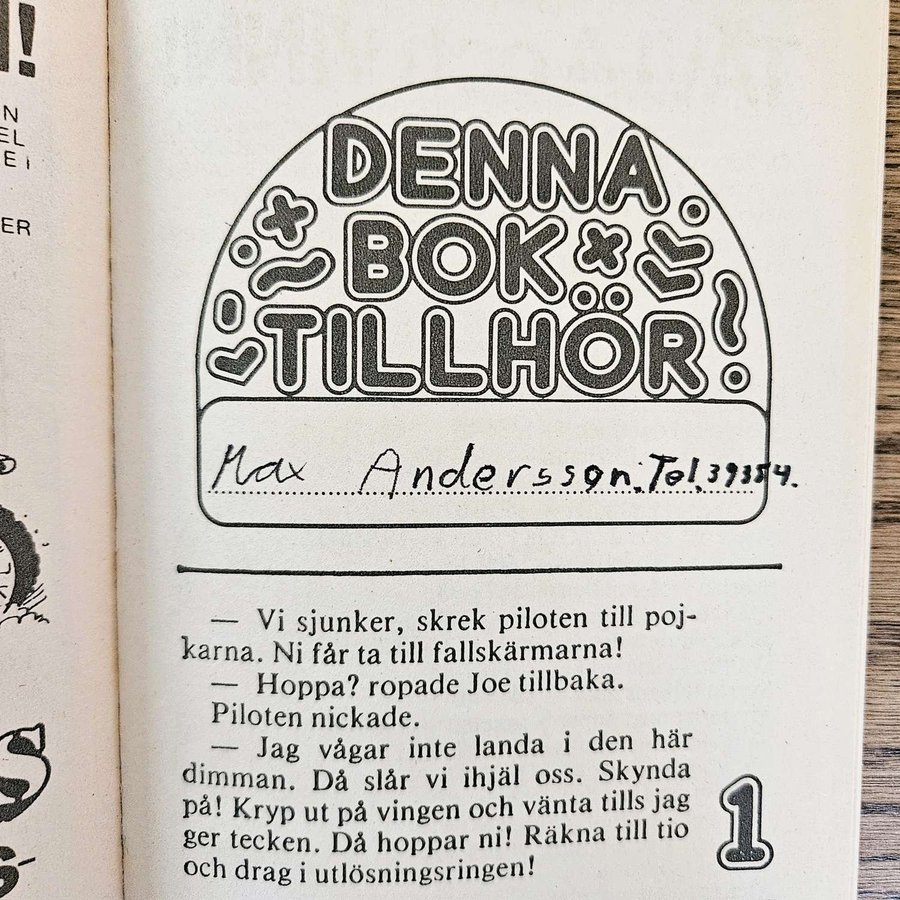 !
N
EL
E i
ER
DENNA
BOK
TILLHÖR
Max Andersson. Tel. 39354.
— Vi sjunker, skrek piloten till poj-
karna. Ni får ta till fallskärmarna!
— Hoppa? ropade Joe tillbaka.
Piloten nickade.
— Jag vågar inte landa i den här
dimman. Då slår vi ihjäl oss. Skynda
på! Kryp ut på vingen och vänta tills jag
ger tecken. Då hoppar ni! Räkna till tio
och drag i utlösningsringen!
1